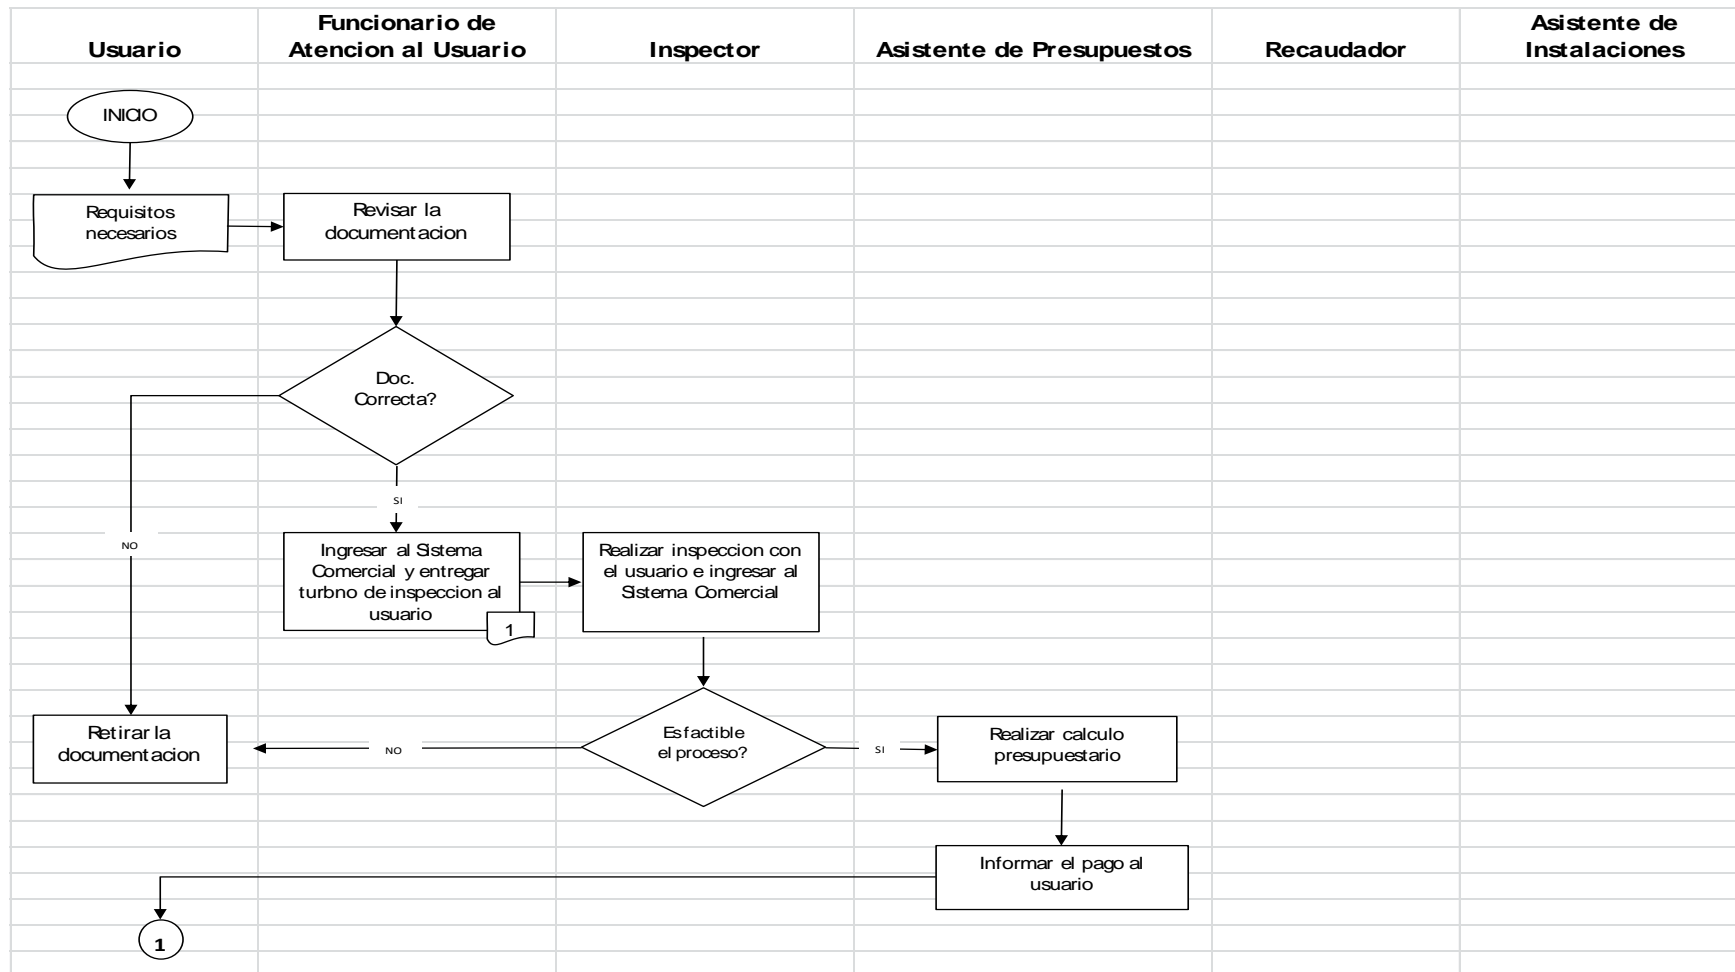 Usuario
Funcionario de
Atencion al Usuario
Inspector
Asistente de Presupuestos
Recaudador
Asistente de
Instalaciones
INICIO
Requisitos
necesarios
Revisar la
documentacion
Doc.
Correcta?
SI
NO
Ingresar al Sistema
Comercial y entregar
turbno de inspeccion al
usuario
1
Realizar inspeccion con
el usuario e ingresar al
Sistema Comercial
Retirar la
documentacion
NO
Es factible
el proceso?
SI
Realizar calculo
presupuestario
Informar el pago al
usuario
1